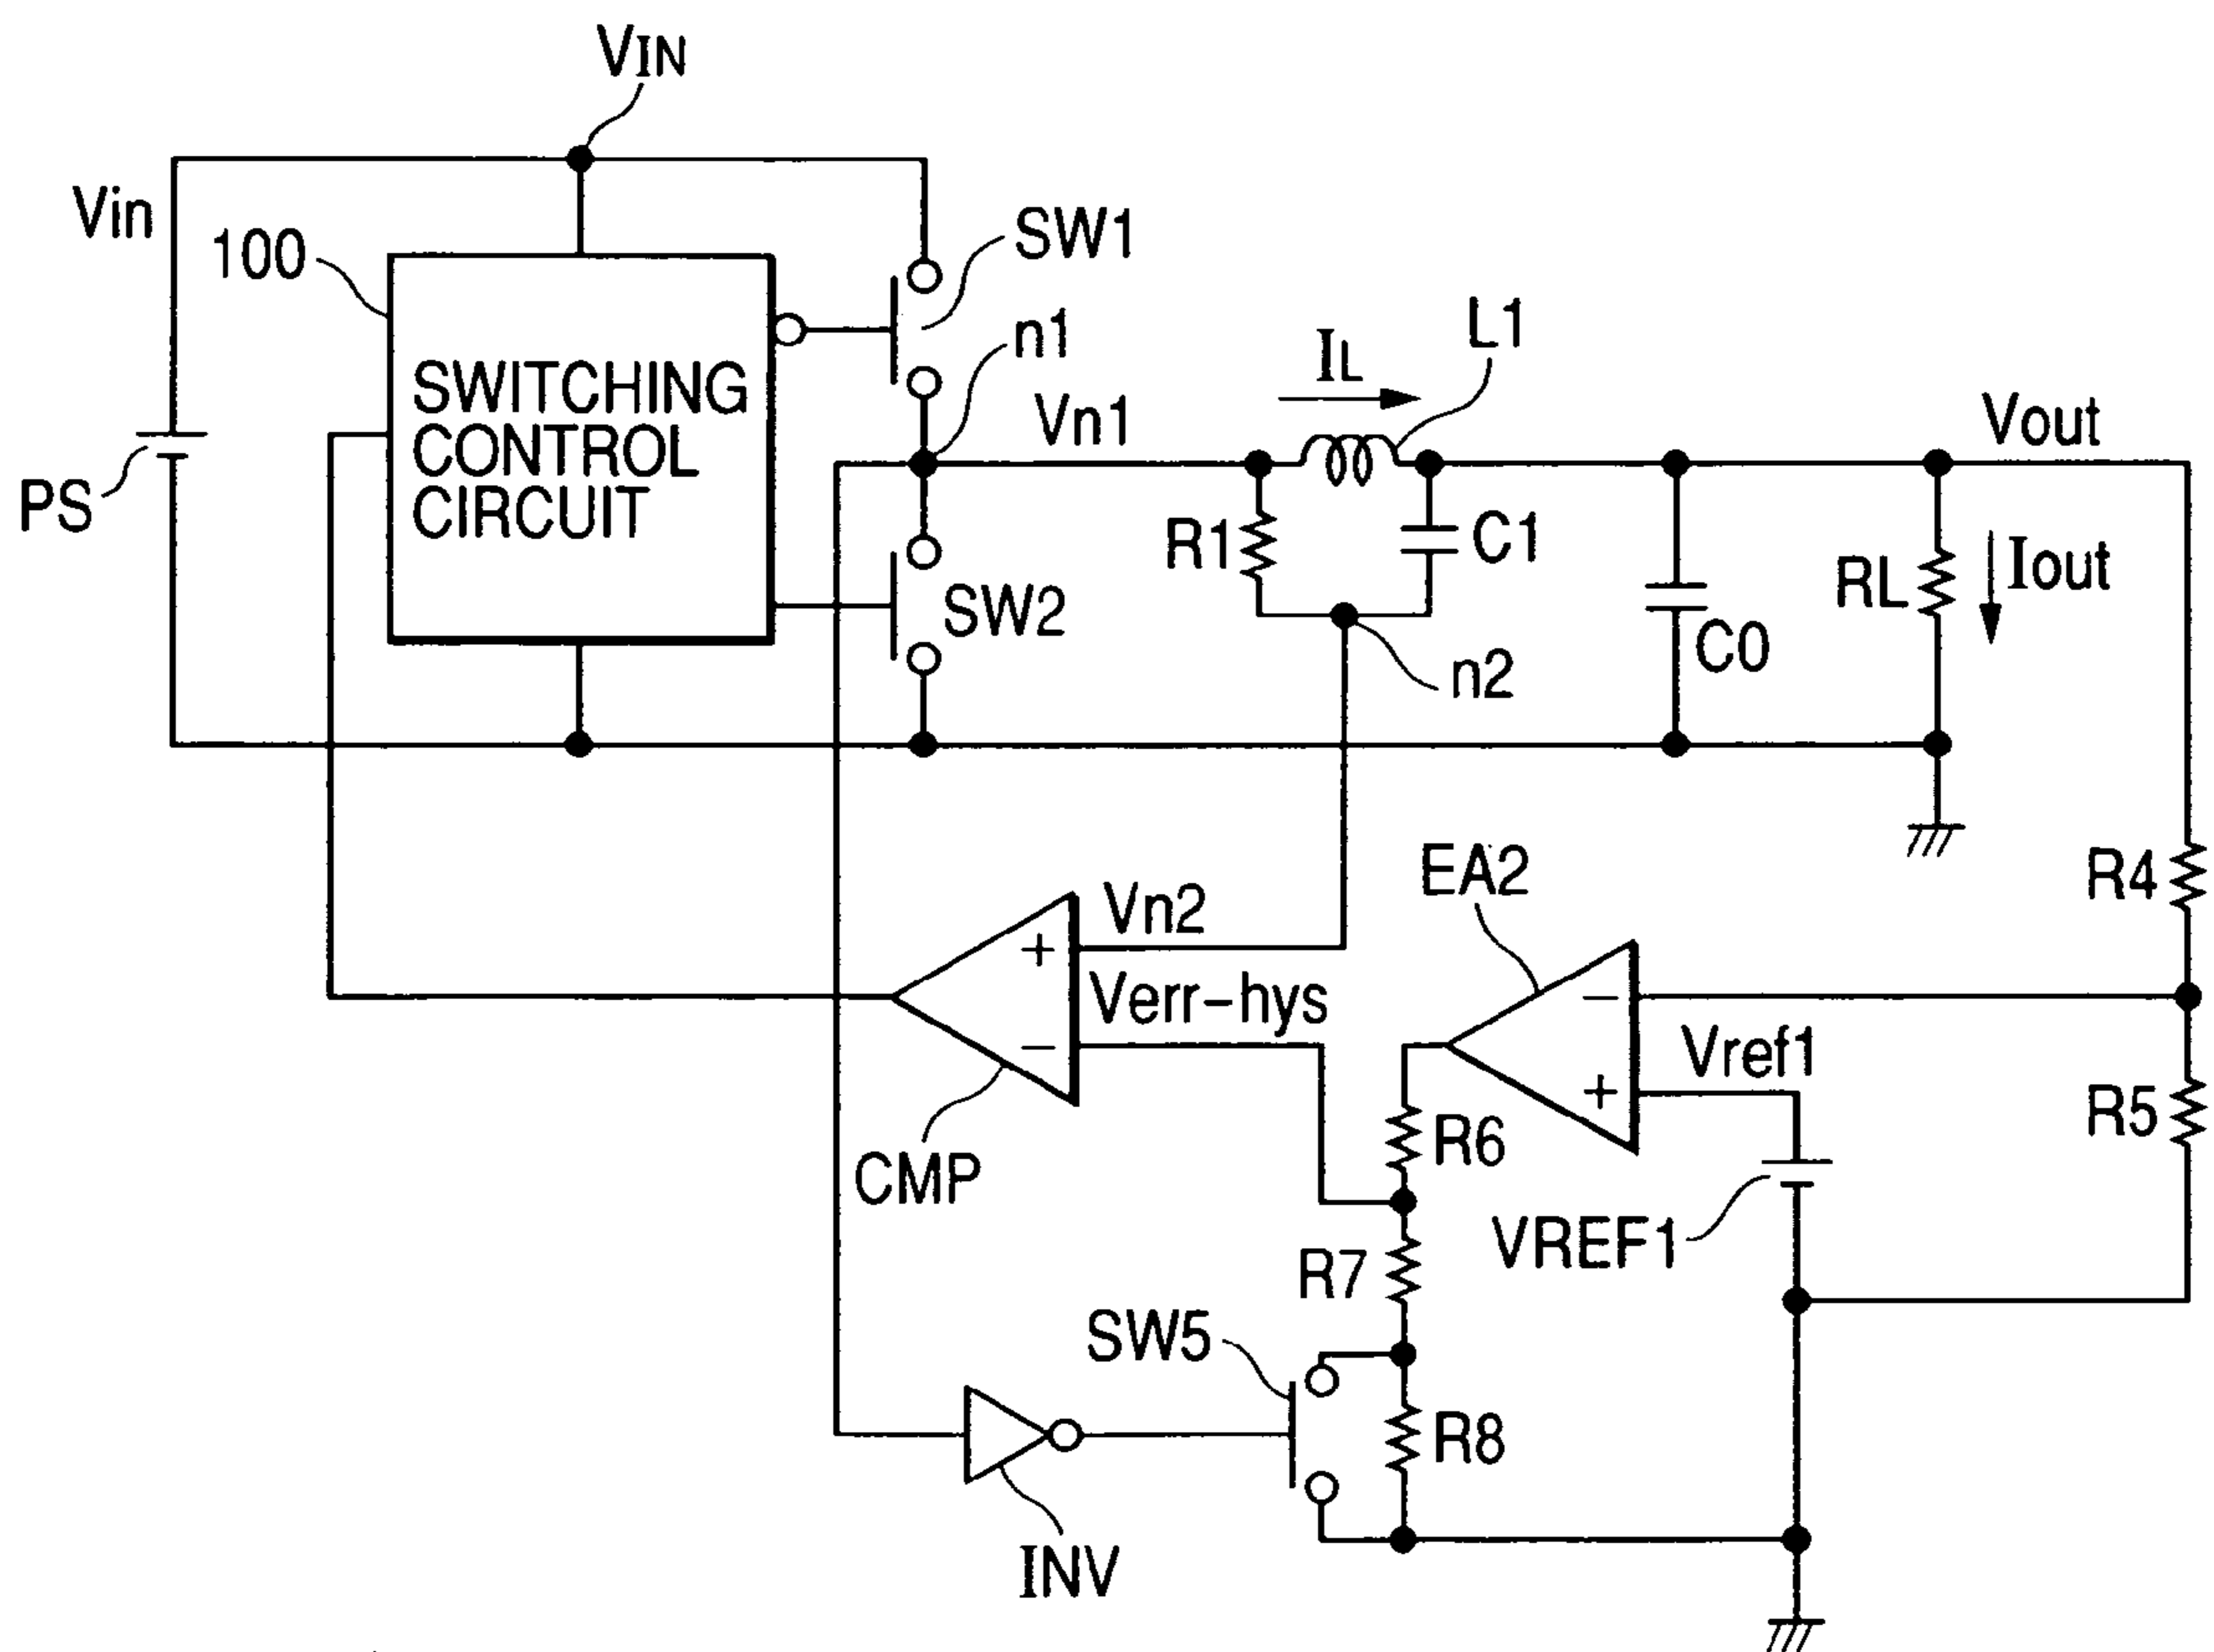 VIN
Vin
100
SW1
n1
SWITCHING
CONTROL
CIRCUIT
PS
Vn1
IL
L1
Vout
R1
C1
SW2
n2
C0
RL
Iout
EA2
R4
Vn2
+
Verr-hys
−
−
Vref1
+
R5
R6
CMP
VREF1
R7
SW5
R8
INV